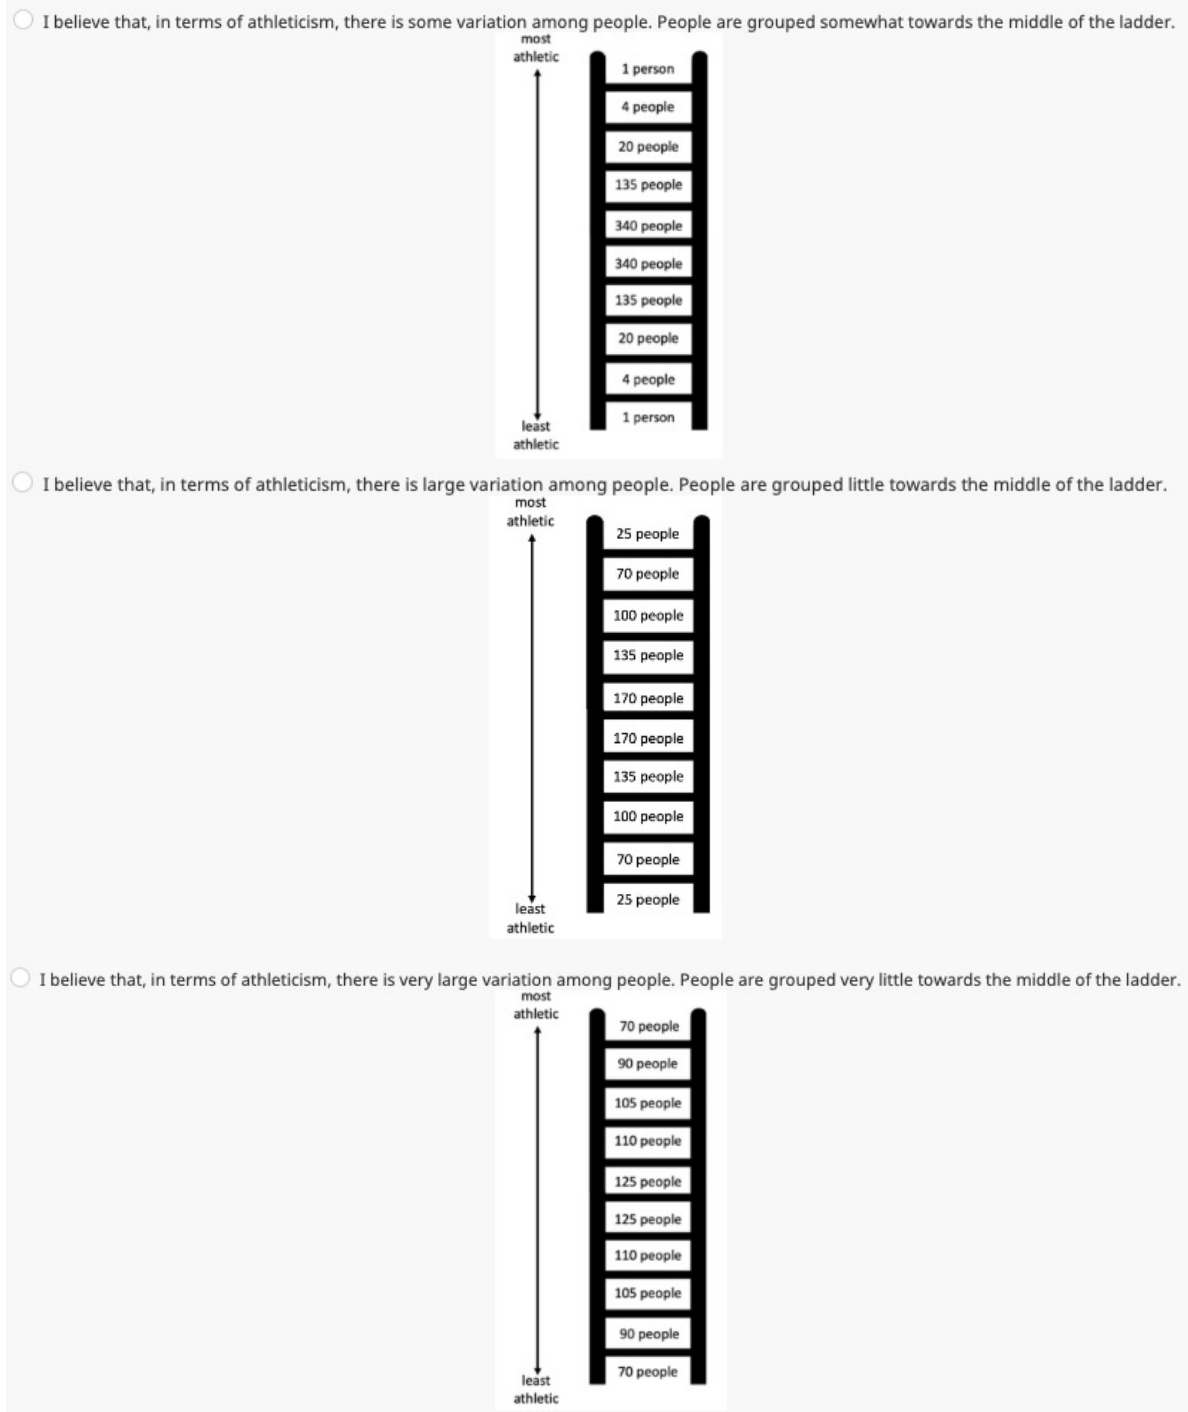 I believe that, in terms of athleticism, there is some variation among people. People are grouped somewhat towards the middle of the ladder.
most
athletic
1 person
4 people
20 people
135 people
340 people
340 people
135 people
20 people
4 people
1 person
least
athletic
I believe that, in terms of athleticism, there is large variation among people. People are grouped little towards the middle of the ladder.
most
athletic
25 people
70 people
100 people
135 people
170 people
170 people
135 people
100 people
70 people
25 people
least
athletic
I believe that, in terms of athleticism, there is very large variation among people. People are grouped very little towards the middle of the ladder.
most
athletic
70 people
90 people
105 people
110 people
125 people
125 people
110 people
105 people
90 people
70 people
least
athletic